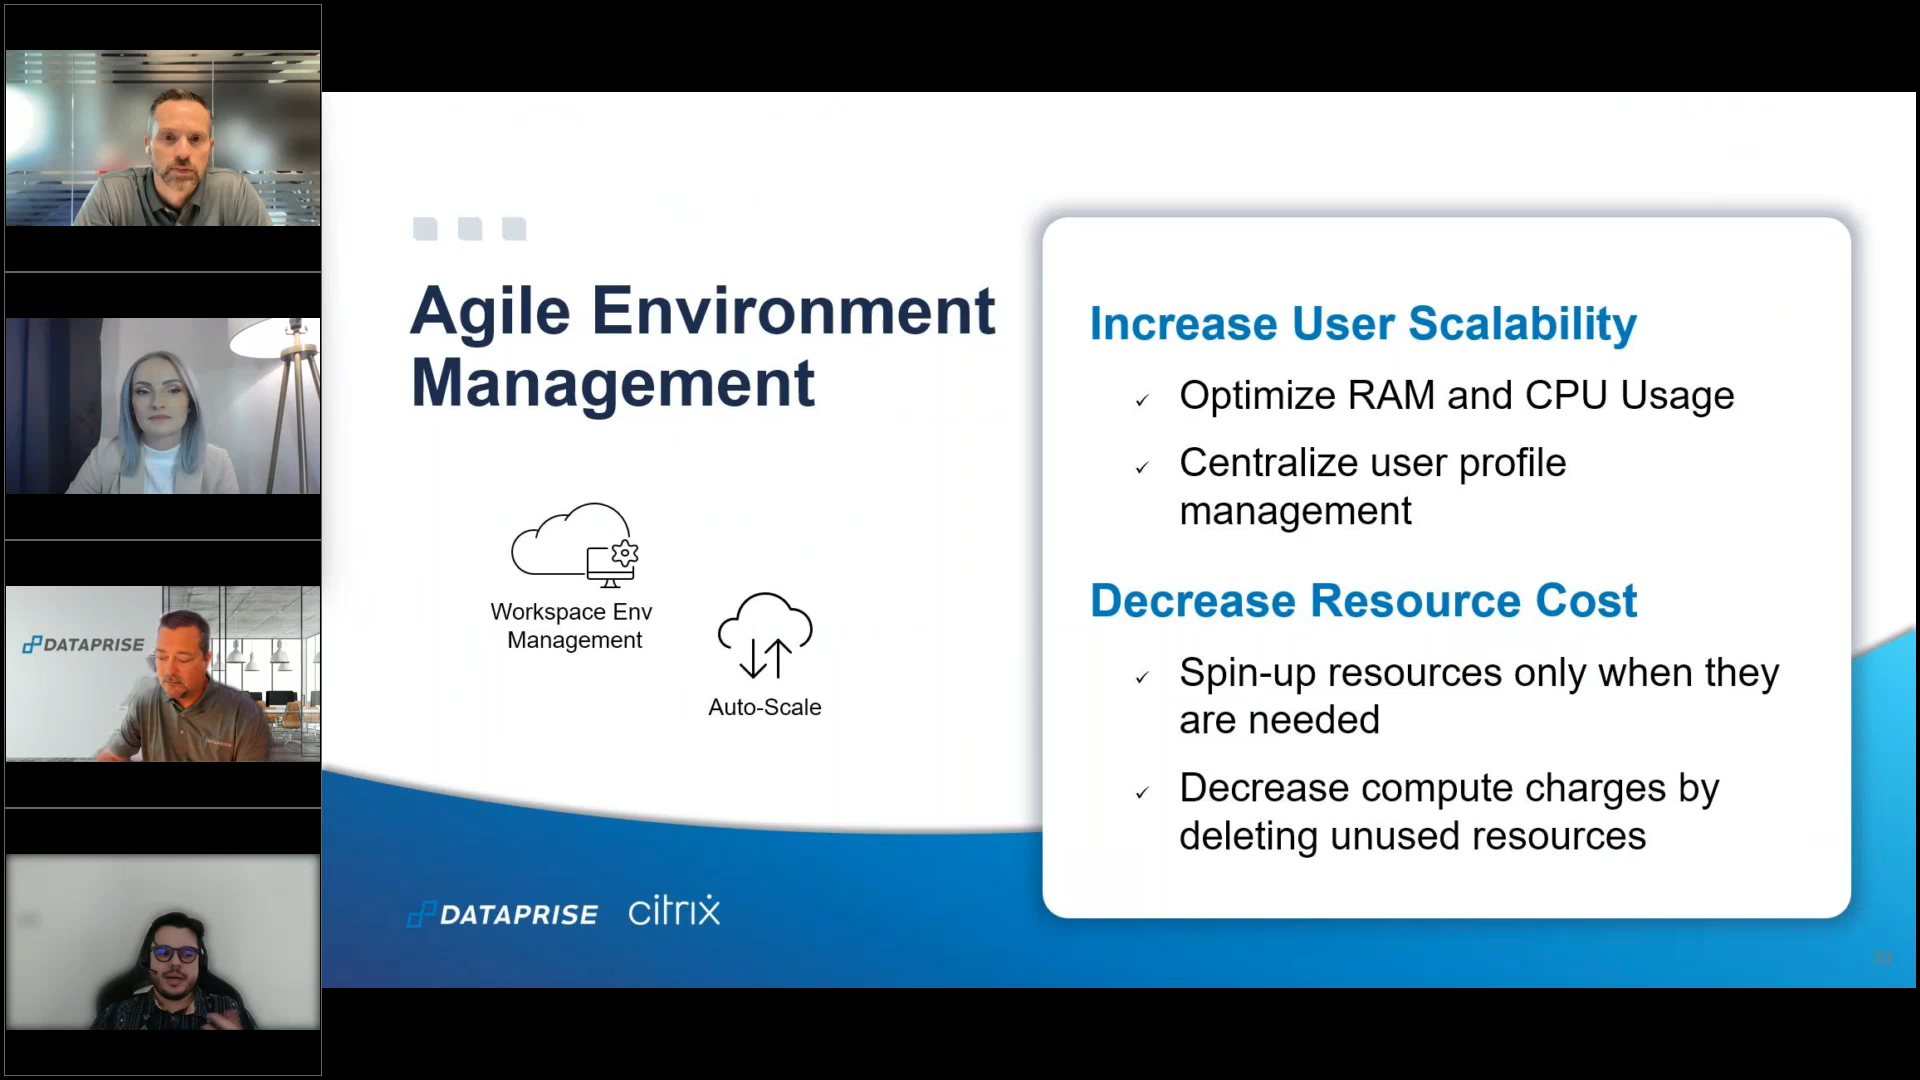 Agile Environment
Management
Workspace Env
Management
Auto-Scale
Increase User Scalability
✓ Optimize RAM and CPU Usage
✓ Centralize user profile
management
Decrease Resource Cost
✓ Spin-up resources only when they
are needed
✓ Decrease compute charges by
deleting unused resources
DATAPRISE
citrix
DATAPRISE